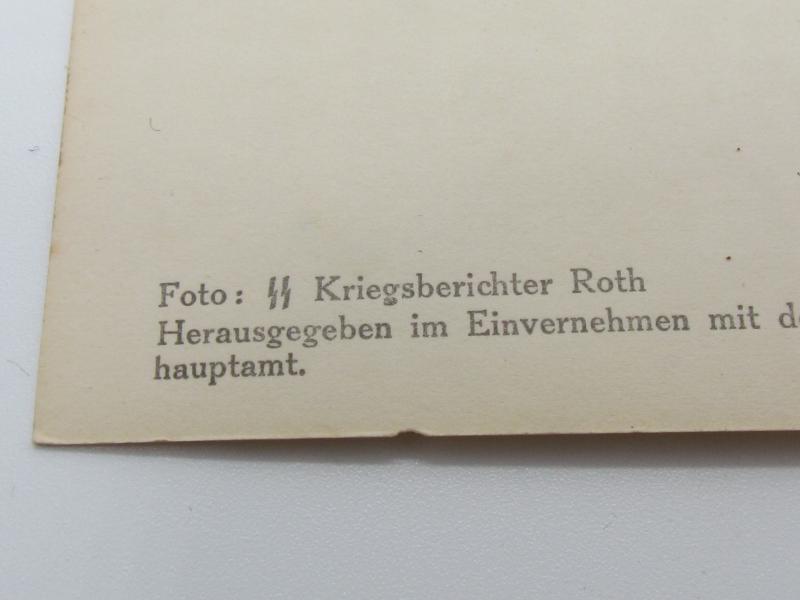 Foto: ᛋᛋ Kriegsberichter Roth
Herausgegeben im Einvernehmen mit
hauptamt.